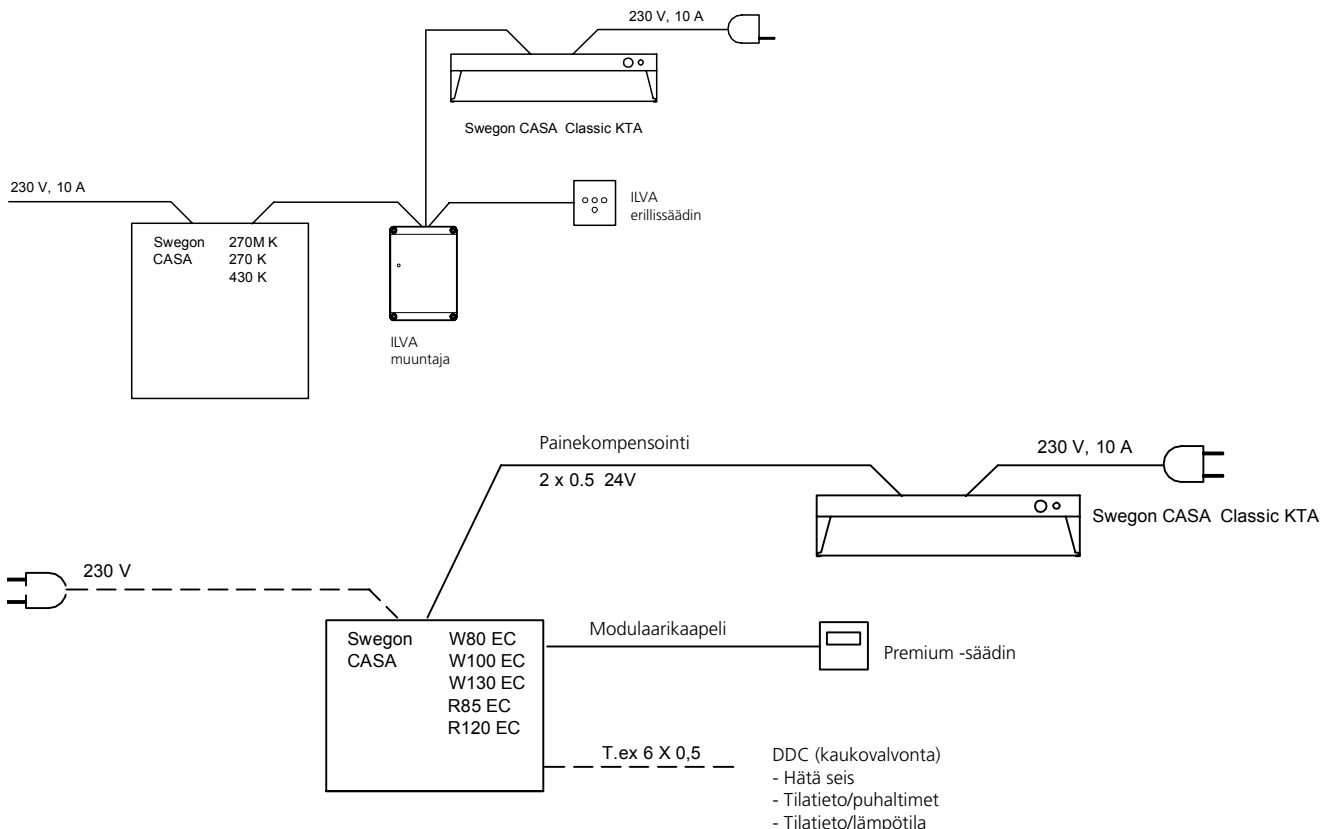 230 V, 10 A
Swegon CASA Classic KTA
230 V, 10 A
ILVA
erillissäädin
Swegon 270M K
CASA 270 K
430 K
ILVA
muuntaja
Painekompensointi
2 x 0.5 24V
230 V, 10 A
Swegon CASA Classic KTA
230 V
Swegon W80 EC
CASA W100 EC
W130 EC
R85 EC
R120 EC
Modulaarikaapeli
Premium -säädin
T.ex 6 X 0,5
DDC (kaukovalvonta)
- Hätä seis
- Tilatieto/puhaltimet
- Tilatieto/lämpötila